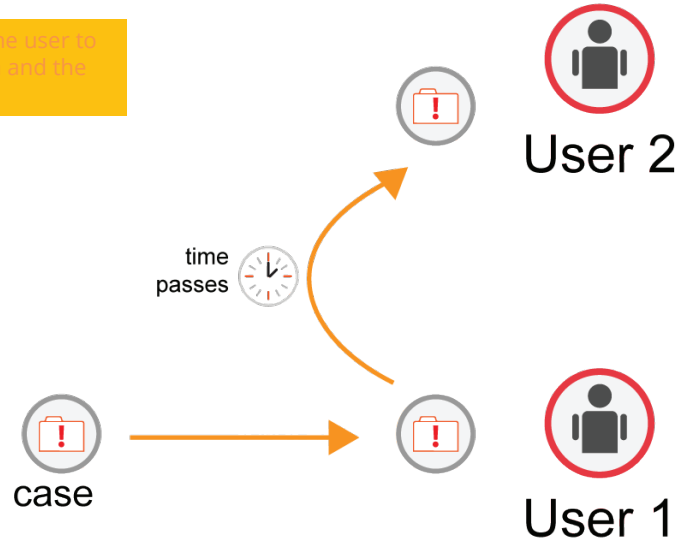 ne user to
and the
User 2
time
passes
case
User 1